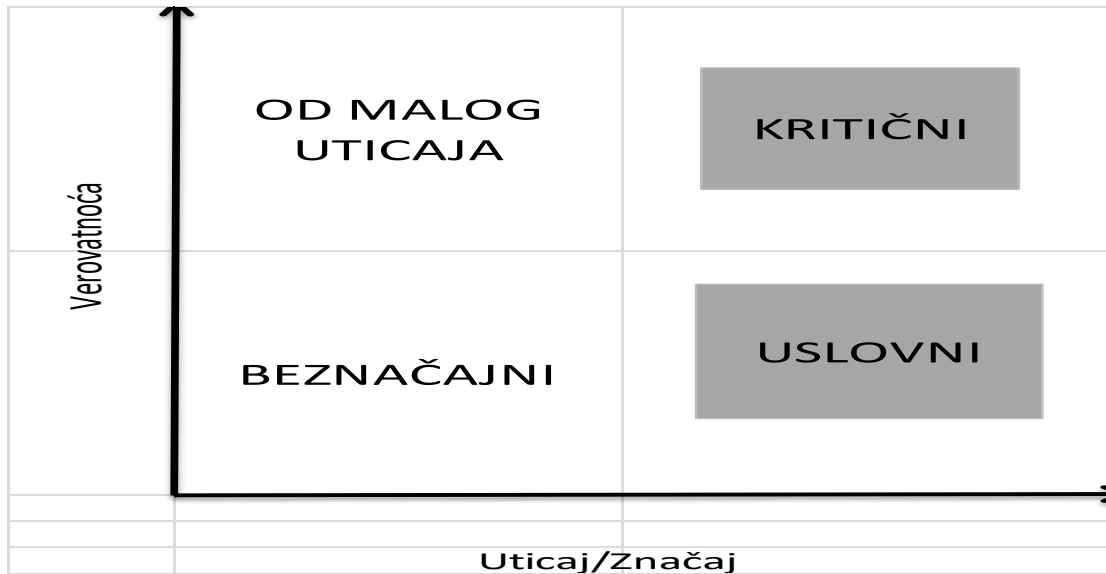 OD MALOG
UTICAJA
KRITIČNI
Verovatnoća
BEZNAČAJNI
USLOVNI
Uticaj/Značaj